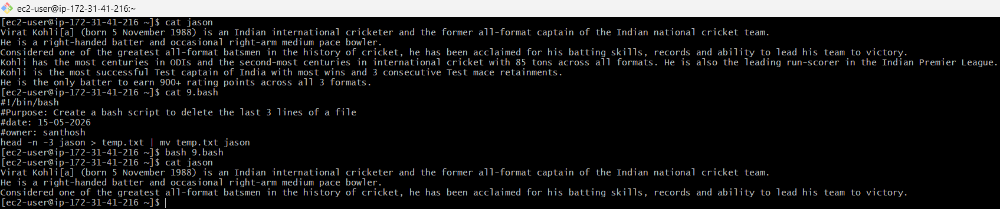 ec2-user@ip-172-31-41-216:~
[ec2-user@ip-172-31-41-216 ~]$ cat jason
Virat Kohli[a] (born 5 November 1988) is an Indian international cricketer and the former all-format captain of the Indian national cricket team.
He is a right-handed batter and occasional right-arm medium pace bowler.
Considered one of the greatest all-format batsmen in the history of cricket, he has been acclaimed for his batting skills, records and ability to lead his team to victory.
Kohli has the most centuries in ODIs and the second-most centuries in international cricket with 85 tons across all formats. He is also the leading run-scorer in the Indian Premier League.
Kohli is the most successful Test captain of India with most wins and 3 consecutive Test mace retainments.
He is the only batter to earn 900+ rating points across all 3 formats.
[ec2-user@ip-172-31-41-216 ~]$ cat 9.bash
#!/bin/bash
#Purpose: Create a bash script to delete the last 3 lines of a file
#date: 15-05-2026
#owner: santhosh
head -n -3 jason > temp.txt | mv temp.txt jason
[ec2-user@ip-172-31-41-216 ~]$ bash 9.bash
[ec2-user@ip-172-31-41-216 ~]$ cat jason
Virat Kohli[a] (born 5 November 1988) is an Indian international cricketer and the former all-format captain of the Indian national cricket team.
He is a right-handed batter and occasional right-arm medium pace bowler.
Considered one of the greatest all-format batsmen in the history of cricket, he has been acclaimed for his batting skills, records and ability to lead his team to victory.
[ec2-user@ip-172-31-41-216 ~]$